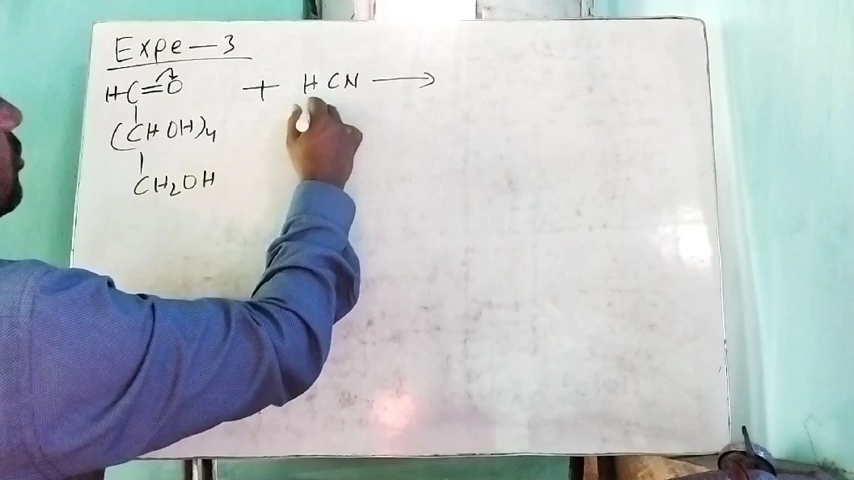 Expe-3
HC=O + HCN →
(CHOH)4
CH2OH